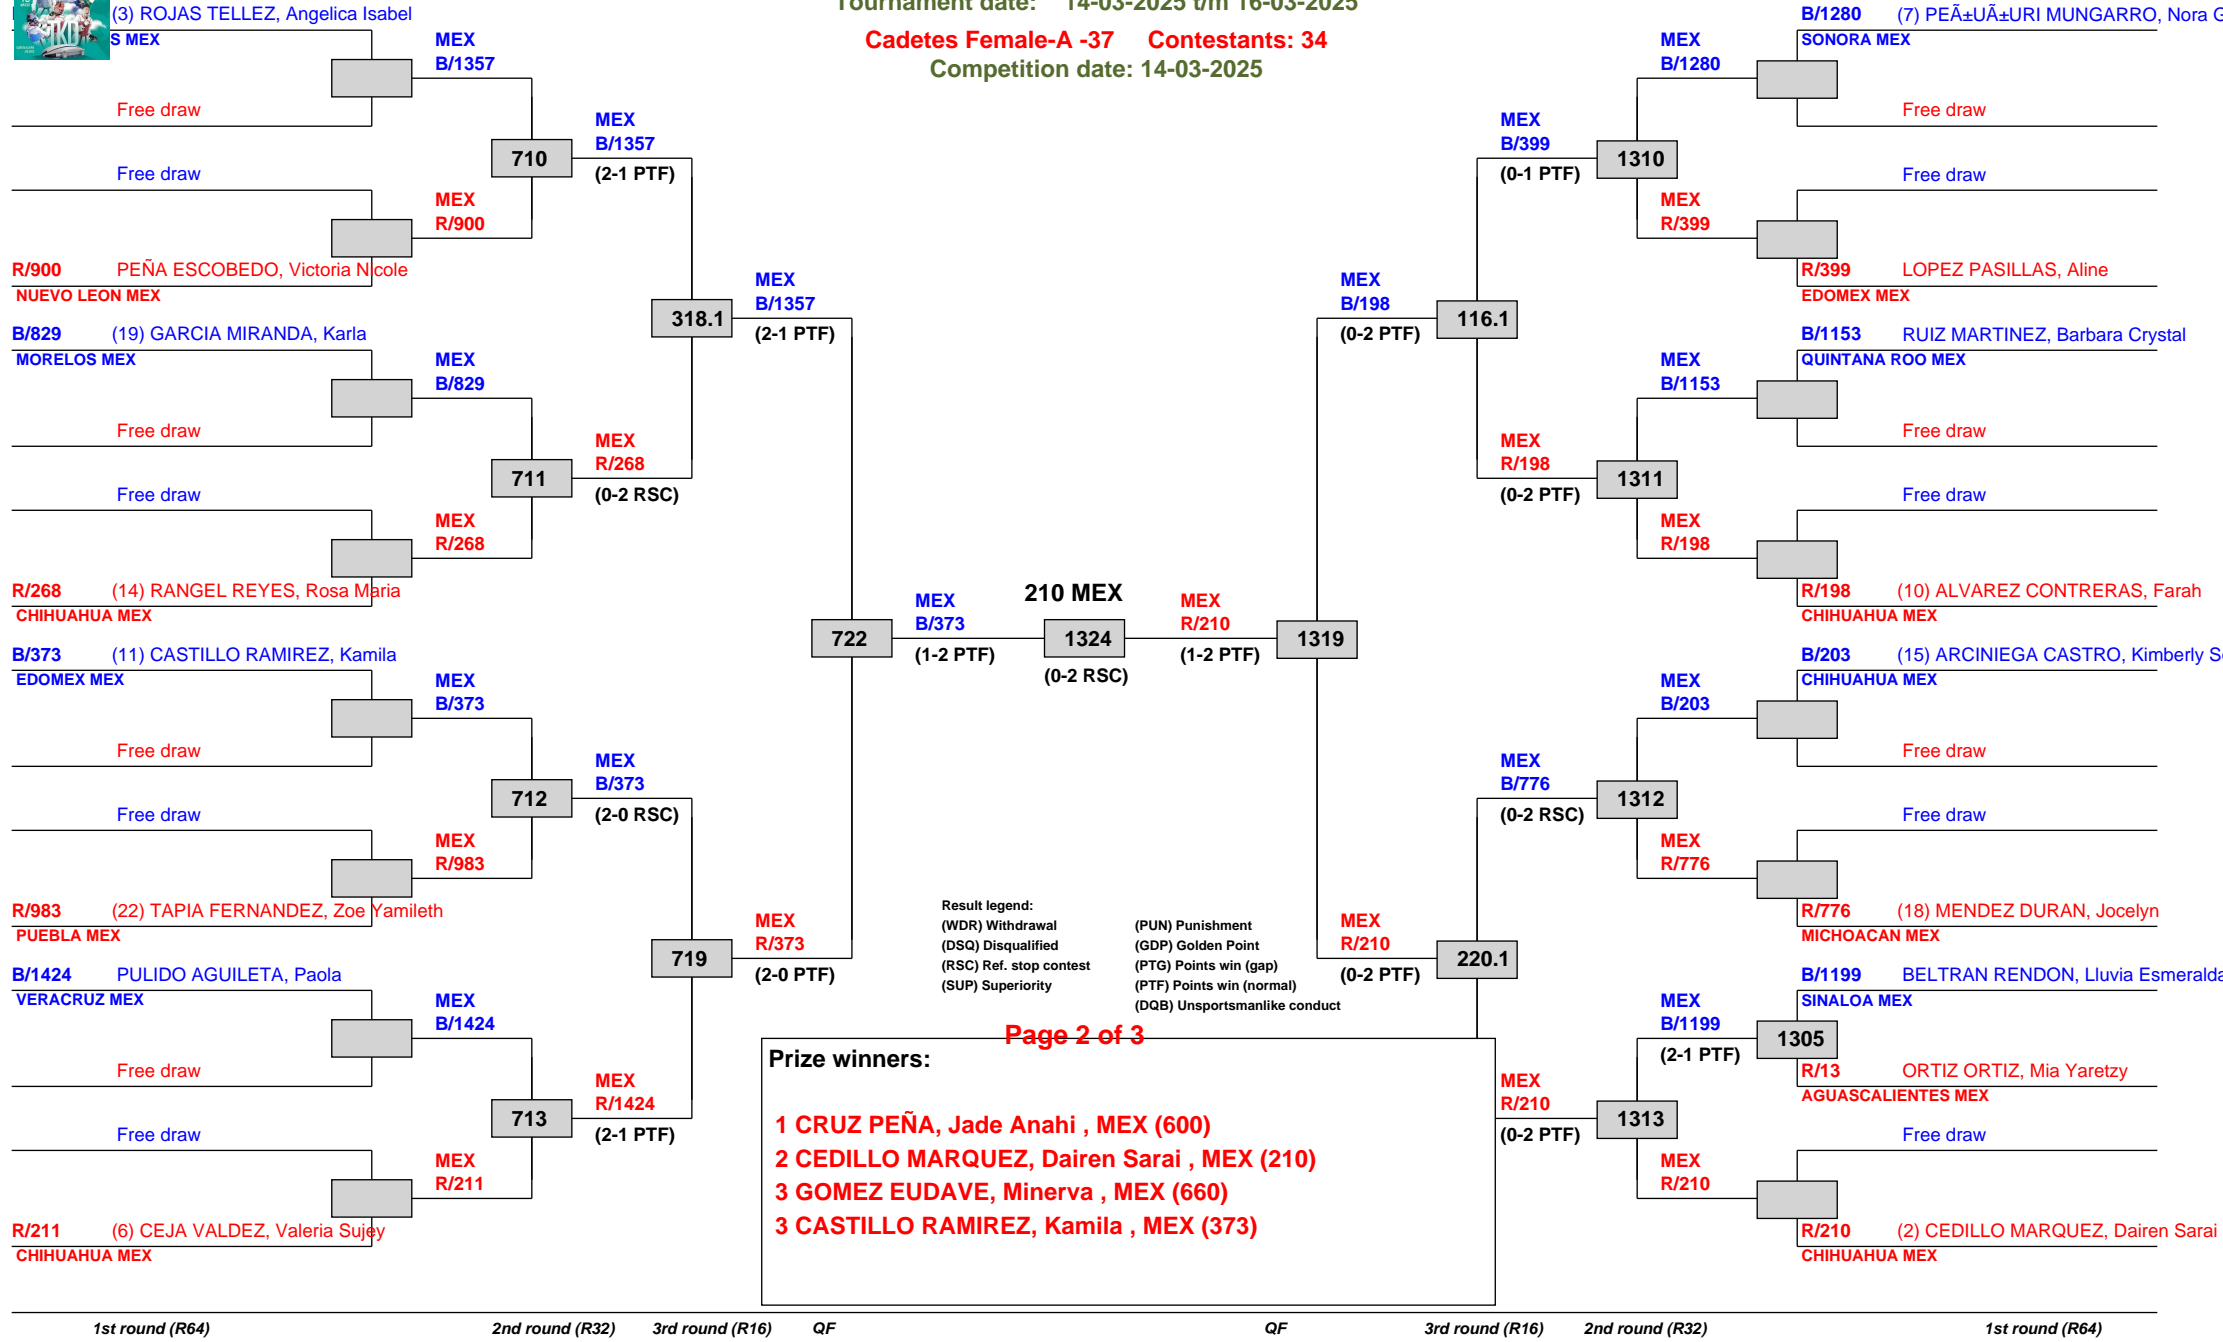 Tournament date: 14-03-2025 t/m 16-03-2025
Cadetes Female-A -37 Contestants: 34
Competition date: 14-03-2025
(3) ROJAS TELLEZ, Angelica Isabel
S MEX
MEX
B/1357
Free draw
MEX
B/1357
710
(2-1 PTF)
Free draw
MEX
R/900
R/900 PEÑA ESCOBEDO, Victoria Nicole
NUEVO LEON MEX
MEX
B/1357
318.1
(2-1 PTF)
B/829 (19) GARCIA MIRANDA, Karla
MORELOS MEX
MEX
B/829
Free draw
MEX
R/268
711
(0-2 RSC)
Free draw
MEX
R/268
R/268 (14) RANGEL REYES, Rosa Maria
CHIHUAHUA MEX
722
MEX
B/373
(1-2 PTF)
B/373 (11) CASTILLO RAMIREZ, Kamila
EDOMEX MEX
MEX
B/373
Free draw
MEX
B/373
712
(2-0 RSC)
Free draw
MEX
R/983
R/983 (22) TAPIA FERNANDEZ, Zoe Yamileth
PUEBLA MEX
MEX
R/373
719
(2-0 PTF)
B/1424 PULIDO AGUILETA, Paola
VERACRUZ MEX
MEX
B/1424
Free draw
MEX
R/1424
713
(2-1 PTF)
Free draw
MEX
R/211
R/211 (6) CEJA VALDEZ, Valeria Sujey
CHIHUAHUA MEX
210 MEX
1324
(0-2 RSC)
MEX
R/210
1319
(1-2 PTF)
B/1280 (7) PEÃ±UÃ±URI MUNGARRO, Nora G
SONORA MEX
MEX
B/1280
Free draw
MEX
B/399
1310
(0-1 PTF)
Free draw
MEX
R/399
R/399 LOPEZ PASILLAS, Aline
EDOMEX MEX
MEX
B/198
116.1
(0-2 PTF)
B/1153 RUIZ MARTINEZ, Barbara Crystal
QUINTANA ROO MEX
MEX
B/1153
Free draw
MEX
R/198
1311
(0-2 PTF)
Free draw
MEX
R/198
R/198 (10) ALVAREZ CONTRERAS, Farah
CHIHUAHUA MEX
B/203 (15) ARCINIEGA CASTRO, Kimberly S
CHIHUAHUA MEX
MEX
B/203
Free draw
MEX
B/776
1312
(0-2 RSC)
Free draw
MEX
R/776
R/776 (18) MENDEZ DURAN, Jocelyn
MICHOACAN MEX
MEX
R/210
220.1
(0-2 PTF)
B/1199 BELTRAN RENDON, Lluvia Esmeralda
SINALOA MEX
MEX
B/1199
1305
(2-1 PTF)
R/13 ORTIZ ORTIZ, Mia Yaretzy
AGUASCALIENTES MEX
MEX
R/210
1313
(0-2 PTF)
Free draw
MEX
R/210
R/210 (2) CEDILLO MARQUEZ, Dairen Sarai
CHIHUAHUA MEX
Result legend:
(WDR) Withdrawal (PUN) Punishment
(DSQ) Disqualified (GDP) Golden Point
(RSC) Ref. stop contest (PTG) Points win (gap)
(SUP) Superiority (PTF) Points win (normal)
(DQB) Unsportsmanlike conduct
Page 2 of 3
Prize winners:
1 CRUZ PEÑA, Jade Anahi , MEX (600)
2 CEDILLO MARQUEZ, Dairen Sarai , MEX (210)
3 GOMEZ EUDAVE, Minerva , MEX (660)
3 CASTILLO RAMIREZ, Kamila , MEX (373)
1st round (R64) 2nd round (R32) 3rd round (R16) QF QF 3rd round (R16) 2nd round (R32) 1st round (R64)